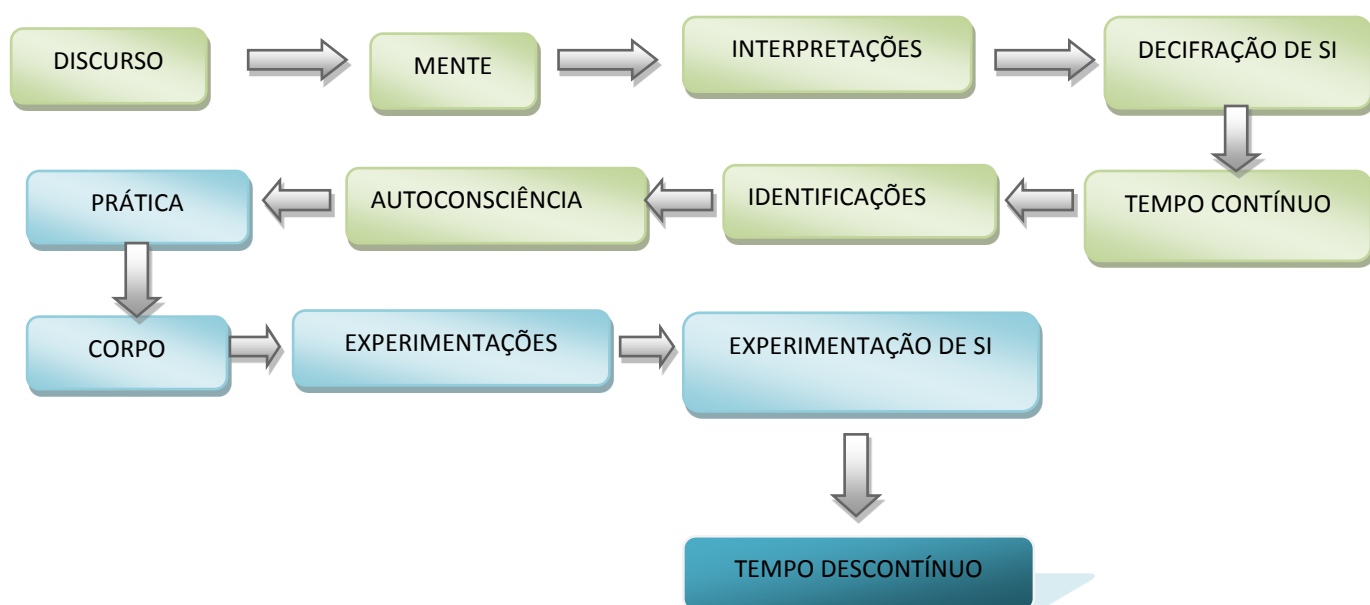 DISCURSO
MENTE
INTERPRETAÇÕES
DECIFRAÇÃO DE SI
TEMPO CONTÍNUO
IDENTIFICAÇÕES
AUTOCONSCIÊNCIA
PRÁTICA
CORPO
EXPERIMENTAÇÕES
EXPERIMENTAÇÃO DE SI
TEMPO DESCONTÍNUO